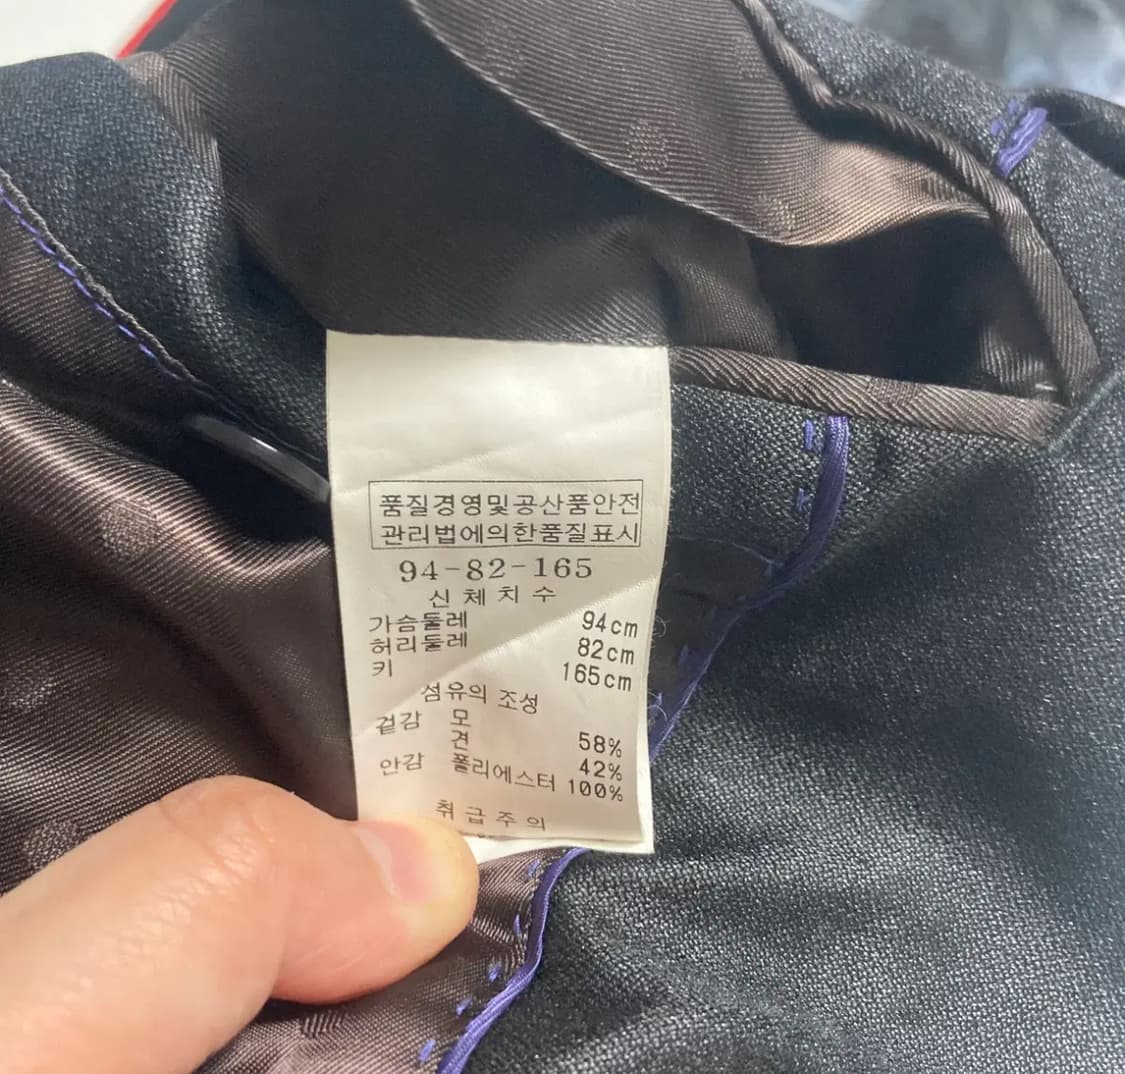 품질경영및공산품안전
관리법에의한품질표시
94-82-165
신체치수
가슴둘레 94cm
허리둘레 82cm
키 165cm
섬유의 조성
겉감 모 58%
견 42%
안감 폴리에스터 100%
취급주의